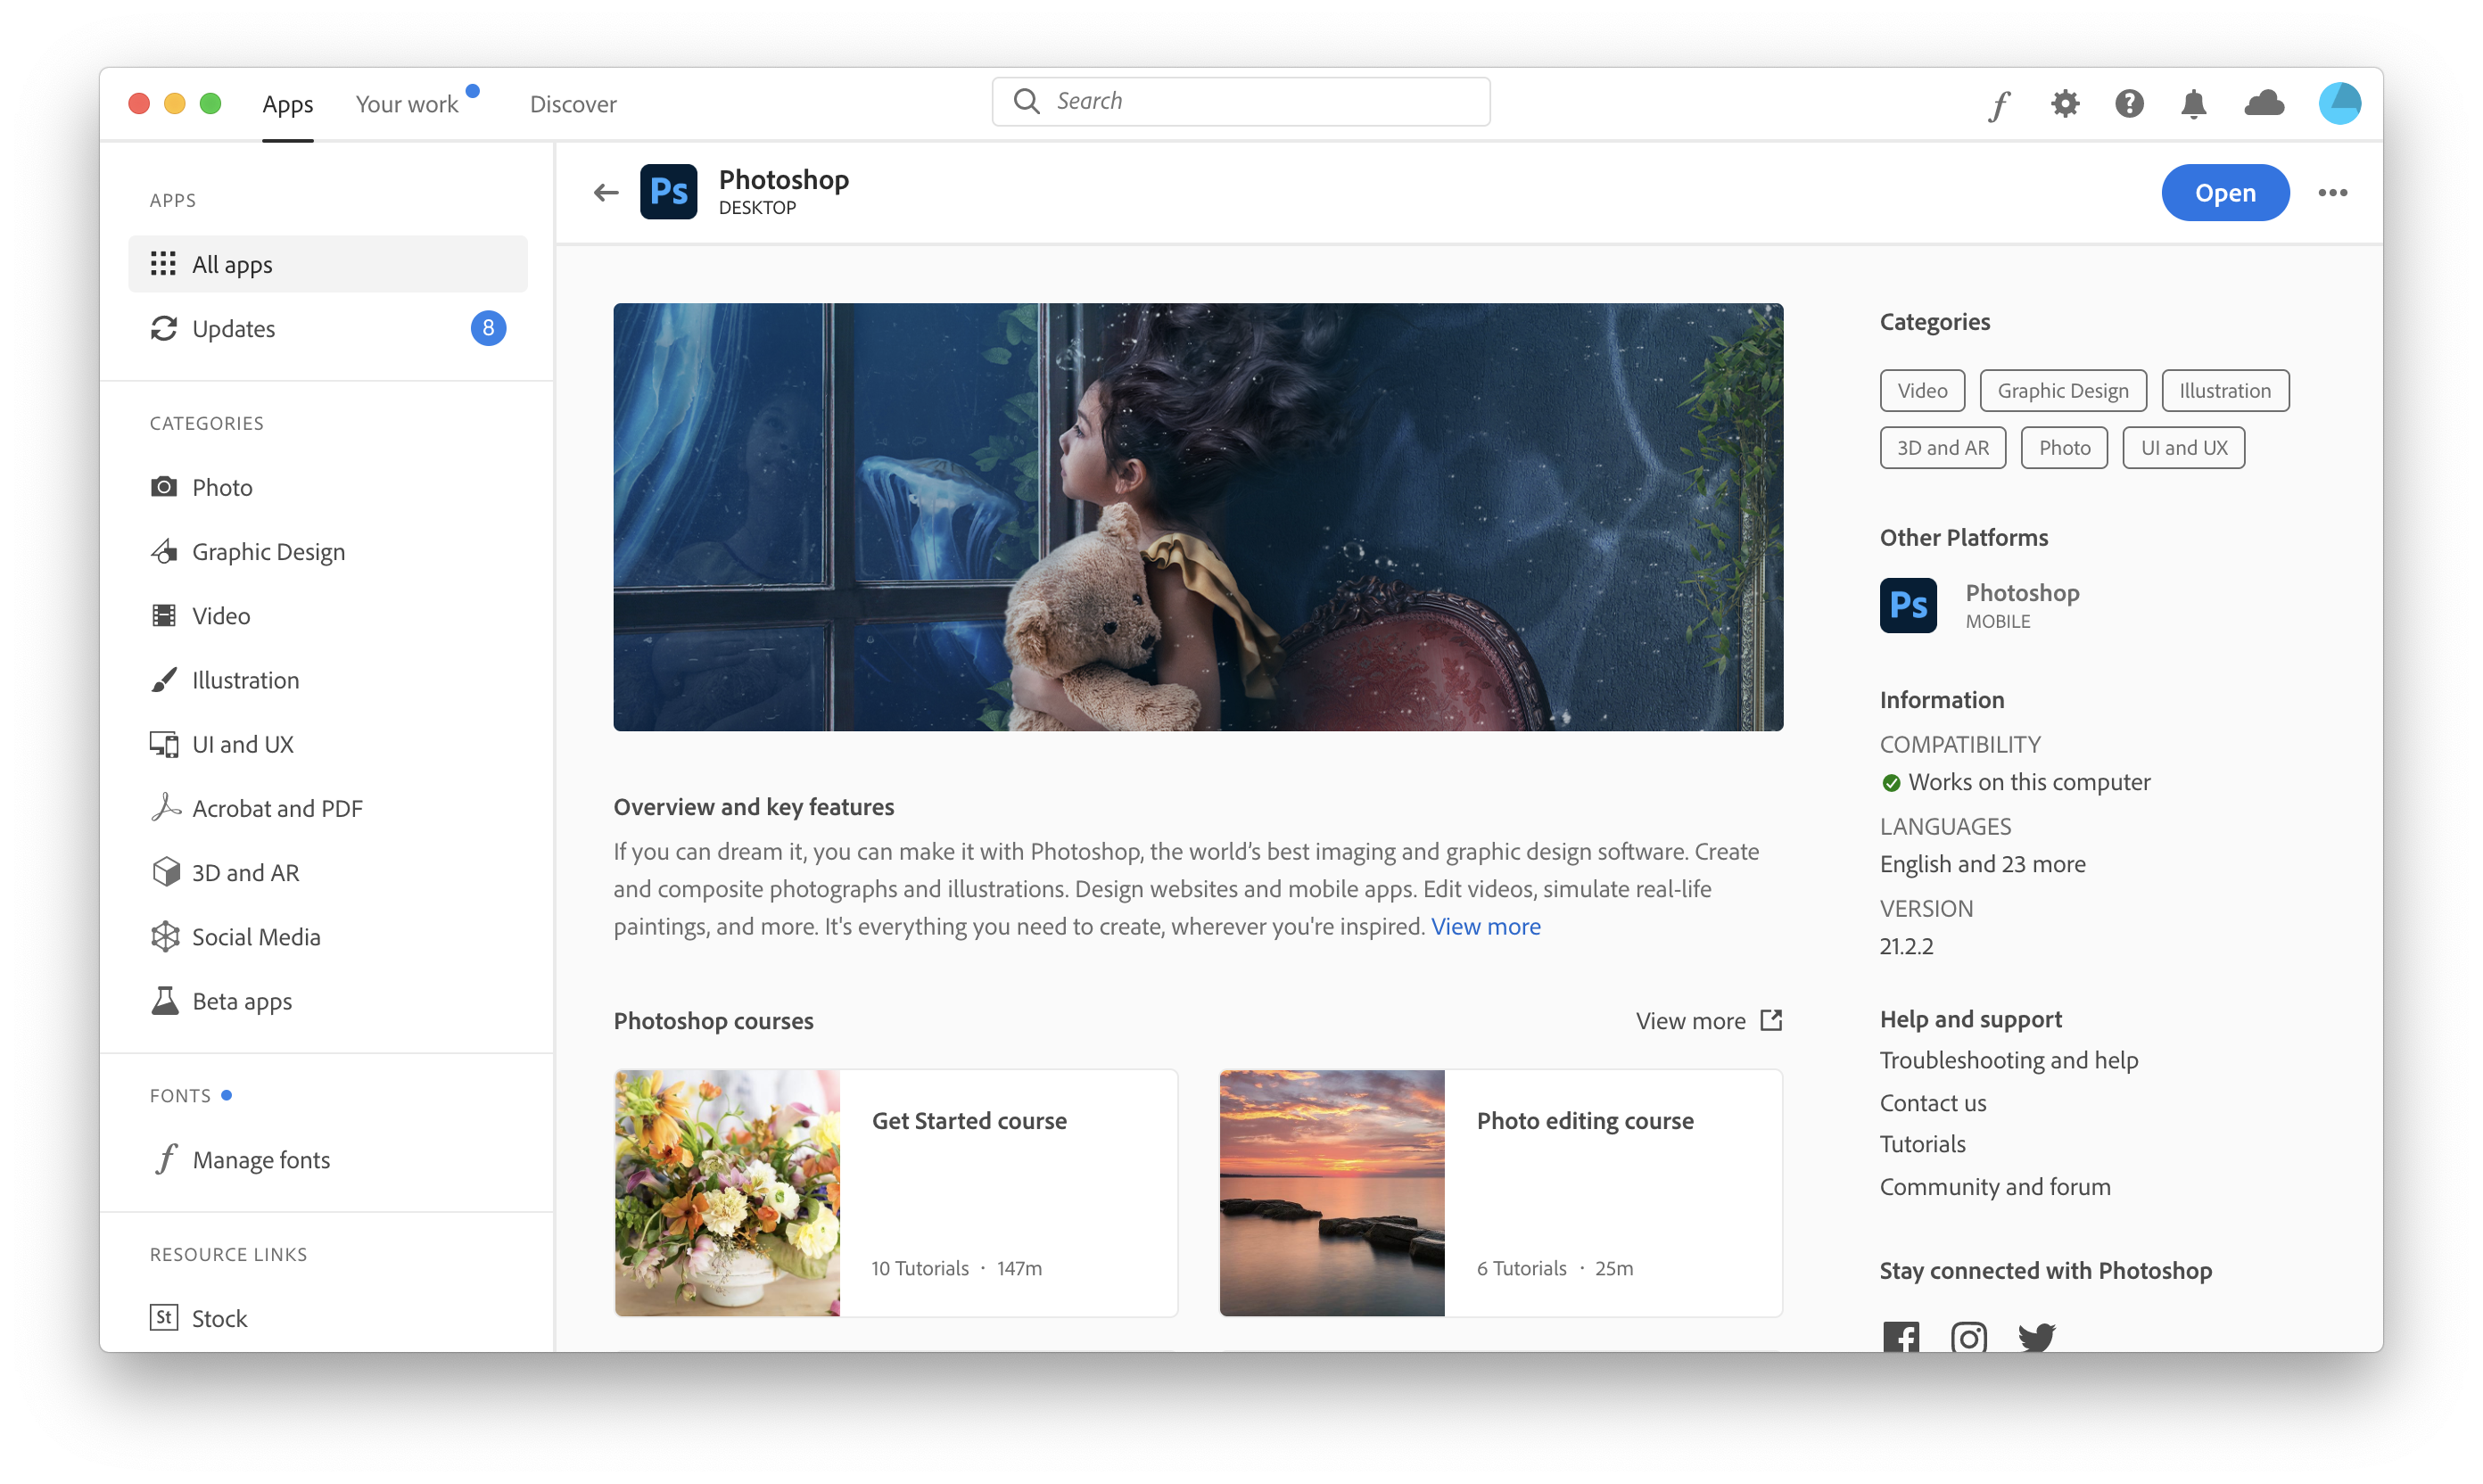 Apps
Your work
Discover
Search
APPS
All apps
Updates
8
CATEGORIES
Photo
Graphic Design
Video
Illustration
UI and UX
Acrobat and PDF
3D and AR
Social Media
Beta apps
FONTS
Manage fonts
RESOURCE LINKS
St Stock
Ps
Photoshop
DESKTOP
Open
Overview and key features
If you can dream it, you can make it with Photoshop, the world’s best imaging and graphic design software. Create
and composite photographs and illustrations. Design websites and mobile apps. Edit videos, simulate real-life
paintings, and more. It's everything you need to create, wherever you're inspired. View more
Photoshop courses
View more
Get Started course
10 Tutorials · 147m
Photo editing course
6 Tutorials · 25m
Categories
Video
Graphic Design
Illustration
3D and AR
Photo
UI and UX
Other Platforms
Ps
Photoshop
MOBILE
Information
COMPATIBILITY
Works on this computer
LANGUAGES
English and 23 more
VERSION
21.2.2
Help and support
Troubleshooting and help
Contact us
Tutorials
Community and forum
Stay connected with Photoshop